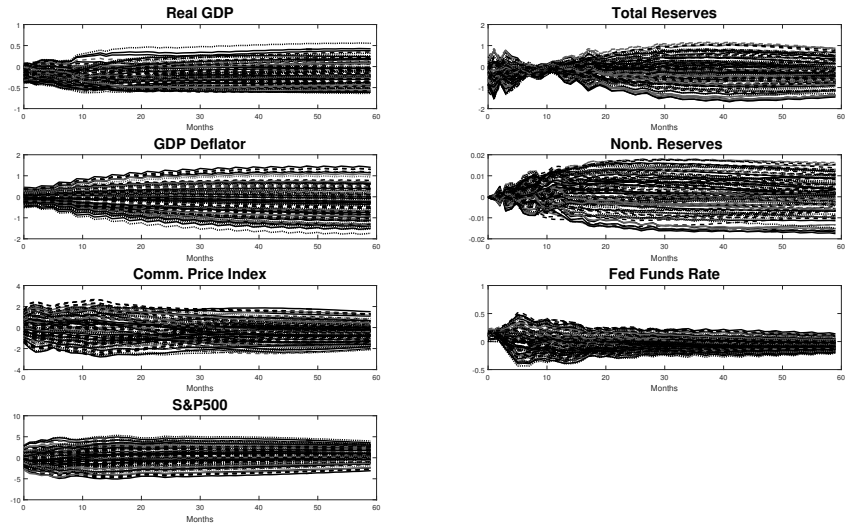 Real GDP
1
0.5
0
-0.5
-1
0 10 20 30 40 50 60
Months
Total Reserves
2
1
0
-1
-2
0 10 20 30 40 50 60
Months
GDP Deflator
2
1
0
-1
-2
0 10 20 30 40 50 60
Months
Nonb. Reserves
0.02
0.01
0
-0.01
-0.02
0 10 20 30 40 50 60
Months
Comm. Price Index
4
2
0
-2
-4
0 10 20 30 40 50 60
Months
Fed Funds Rate
1
0.5
0
-0.5
0 10 20 30 40 50 60
Months
S&P500
10
5
0
-5
-10
0 10 20 30 40 50 60
Months